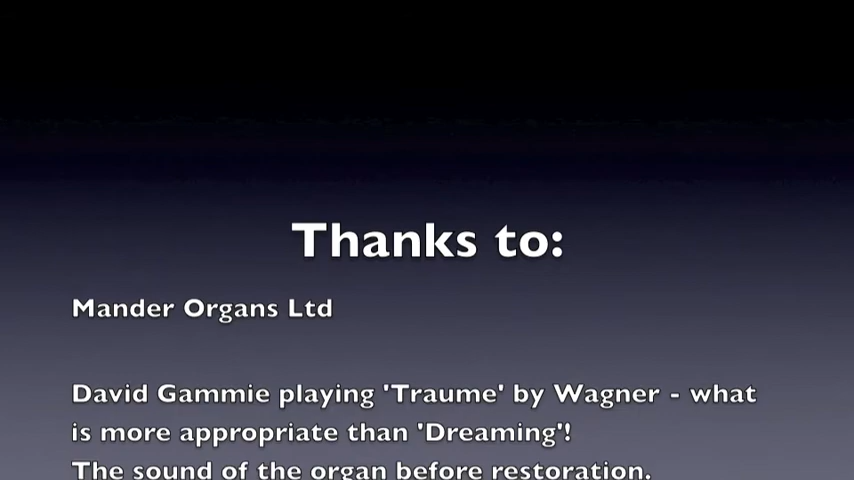 Thanks to:
Mander Organs Ltd
David Gammie playing 'Traume' by Wagner - what
is more appropriate than 'Dreaming'!
The sound of the organ before restoration.